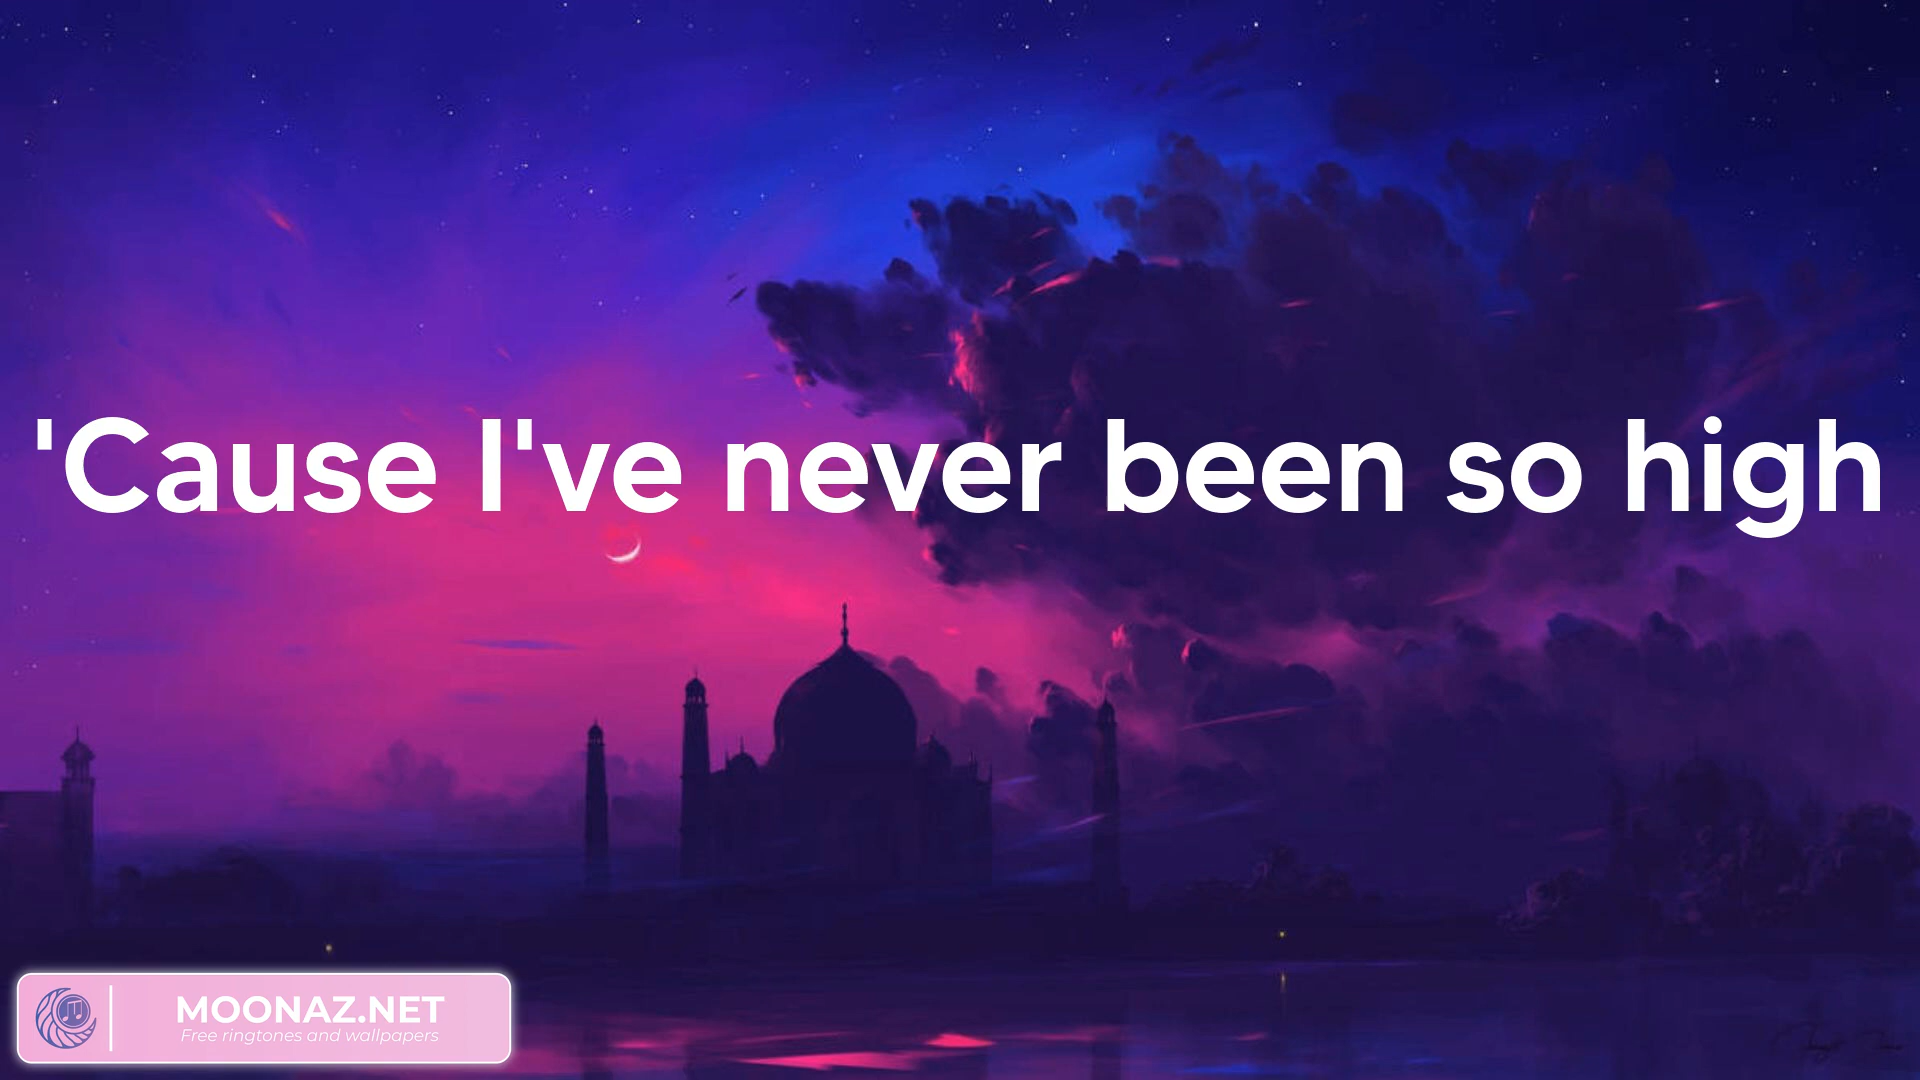 'Cause I've never been so high
MOONAZ.NET
Free ringtones and wallpapers